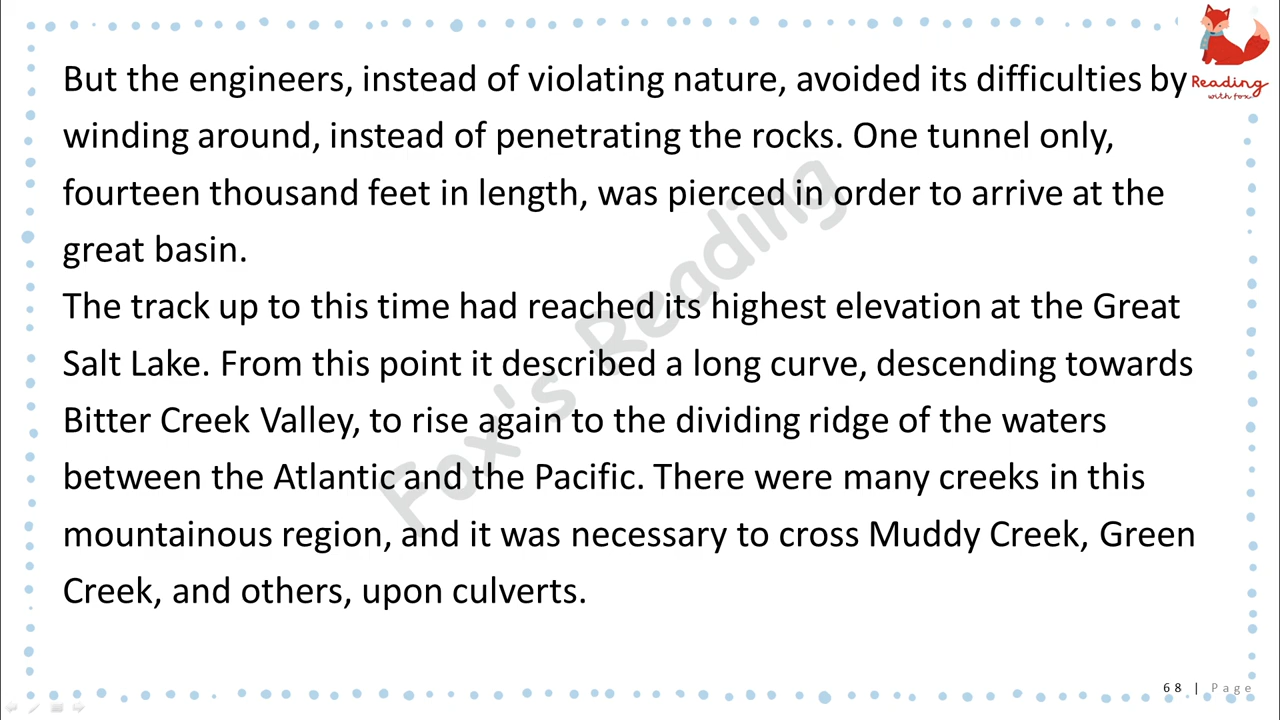 But the engineers, instead of violating nature, avoided its difficulties by
winding around, instead of penetrating the rocks. One tunnel only,
fourteen thousand feet in length, was pierced in order to arrive at the
great basin.
The track up to this time had reached its highest elevation at the Great
Salt Lake. From this point it described a long curve, descending towards
Bitter Creek Valley, to rise again to the dividing ridge of the waters
between the Atlantic and the Pacific. There were many creeks in this
mountainous region, and it was necessary to cross Muddy Creek, Green
Creek, and others, upon culverts.
Reading
with fox
Fox's Reading
68 | Page